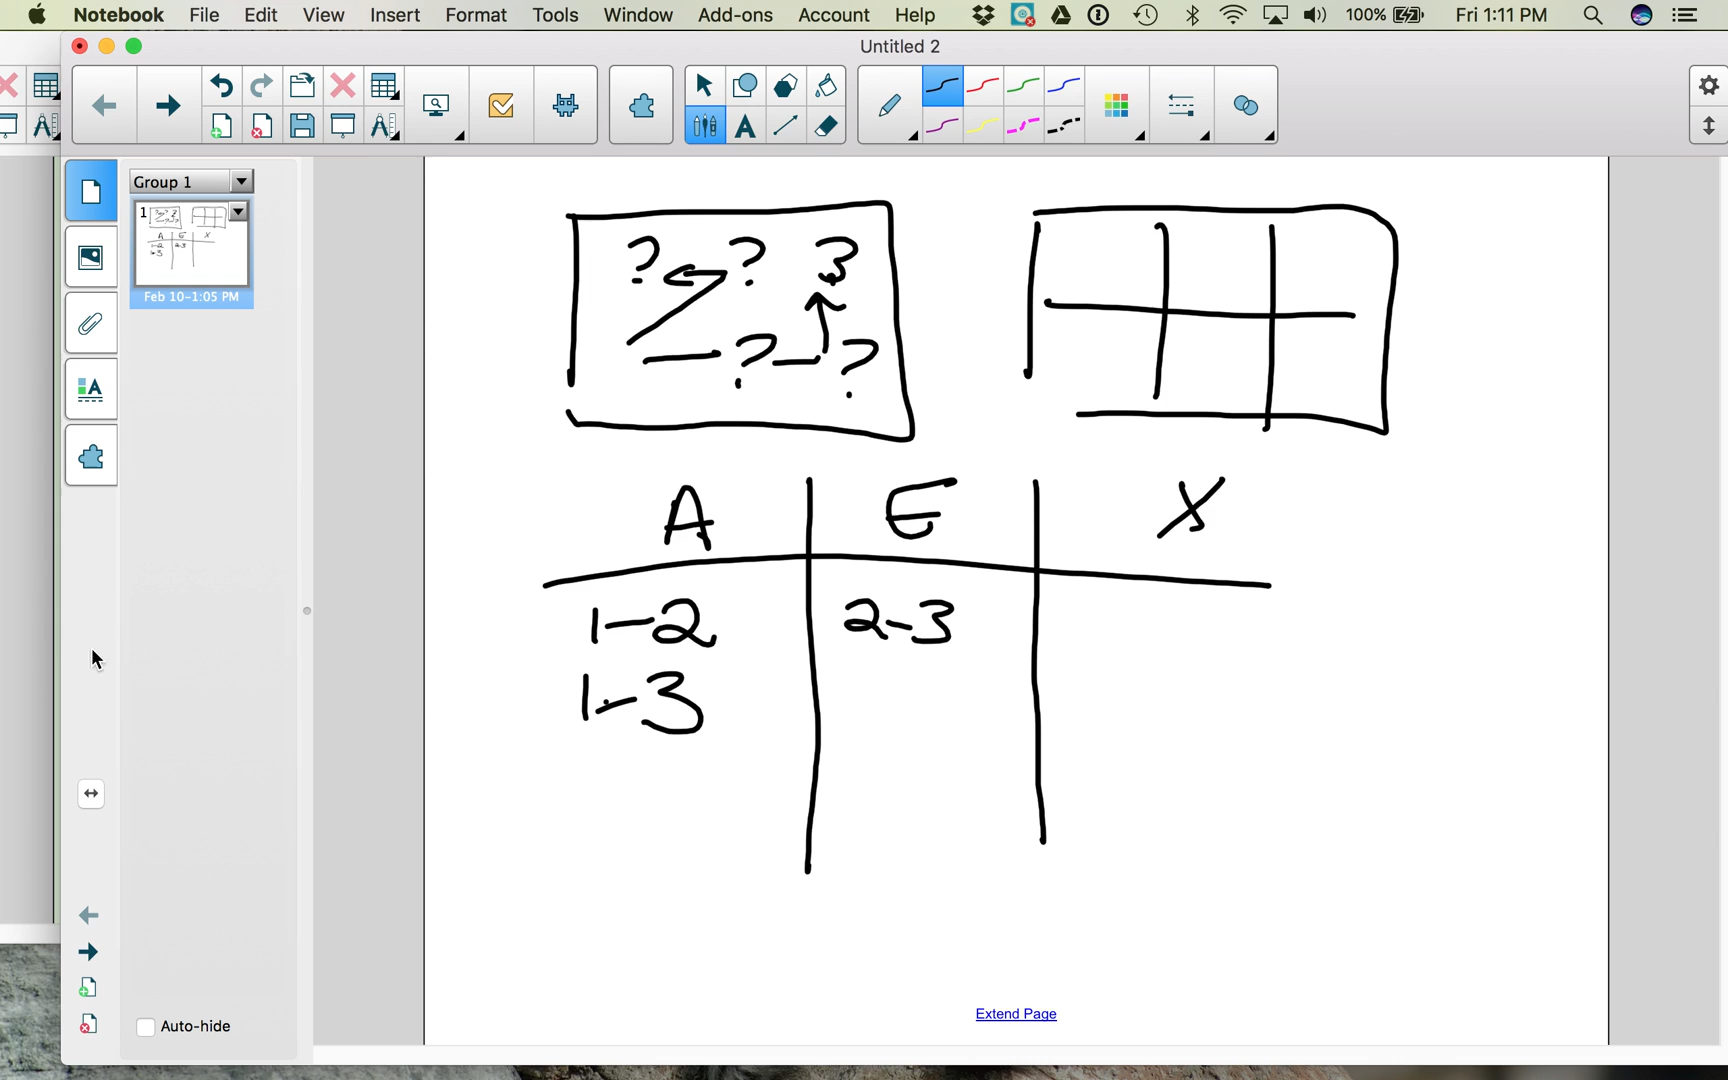 Notebook File Edit View Insert Format Tools Window Add-ons Account Help 100% Fri 1:11 PM
Untitled 2
Group 1
1
Feb 10-1:05 PM
? ? ?
? ?
A E X
1-2 2-3
1-3
Extend Page
Auto-hide